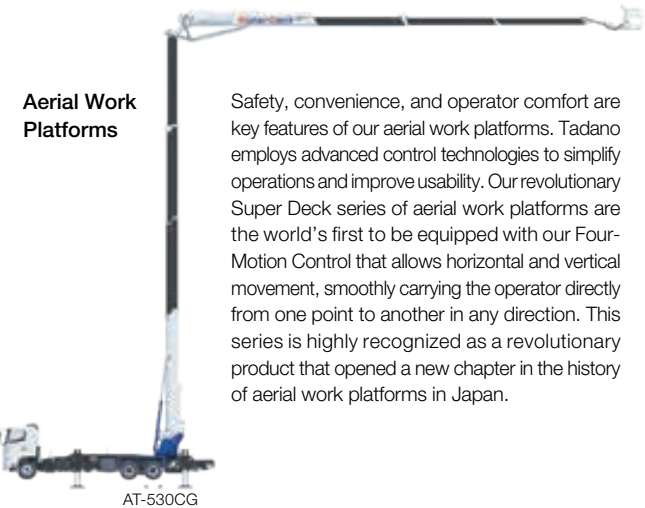 Aerial Work
Platforms
Safety, convenience, and operator comfort are
key features of our aerial work platforms. Tadano
employs advanced control technologies to simplify
operations and improve usability. Our revolutionary
Super Deck series of aerial work platforms are
the world's first to be equipped with our Four-
Motion Control that allows horizontal and vertical
movement, smoothly carrying the operator directly
from one point to another in any direction. This
series is highly recognized as a revolutionary
product that opened a new chapter in the history
of aerial work platforms in Japan.
AT-530CG